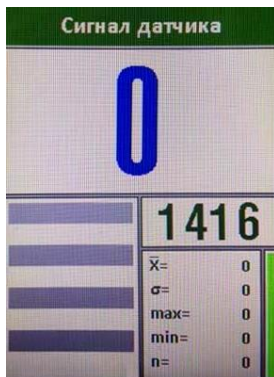 Сигнал датчика
0
1416
x̅= 0
σ= 0
max= 0
min= 0
n= 0